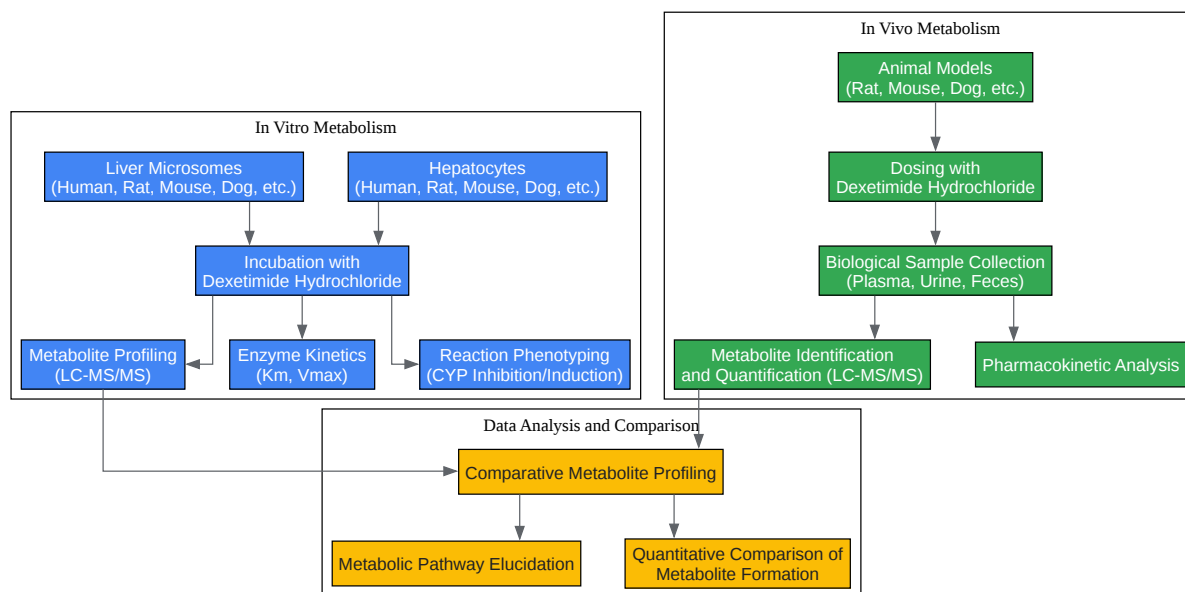 In Vivo Metabolism
Animal Models
(Rat, Mouse, Dog, etc.)
Dosing with
Dexetimide Hydrochloride
Biological Sample Collection
(Plasma, Urine, Feces)
Metabolite Identification
and Quantification (LC-MS/MS)
Pharmacokinetic Analysis
In Vitro Metabolism
Liver Microsomes
(Human, Rat, Mouse, Dog, etc.)
Hepatocytes
(Human, Rat, Mouse, Dog, etc.)
Incubation with
Dexetimide Hydrochloride
Metabolite Profiling
(LC-MS/MS)
Enzyme Kinetics
(Km, Vmax)
Reaction Phenotyping
(CYP Inhibition/Induction)
Data Analysis and Comparison
Comparative Metabolite Profiling
Metabolic Pathway Elucidation
Quantitative Comparison of
Metabolite Formation